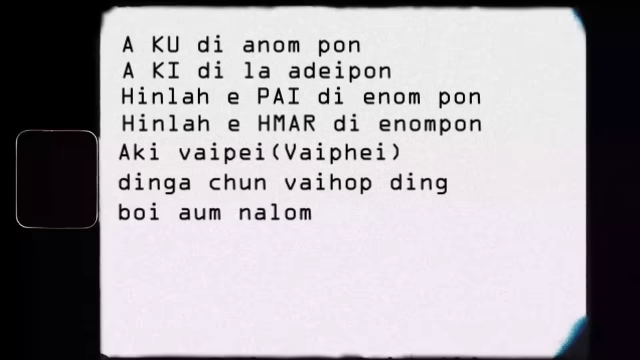 A KU di anom pon
A KI di la adeipon
Hinlah e PAI di enom pon
Hinlah e HMAR di enompon
Aki vaipei(Vaiphei)
dinga chun vaihop ding
boi aum nalom